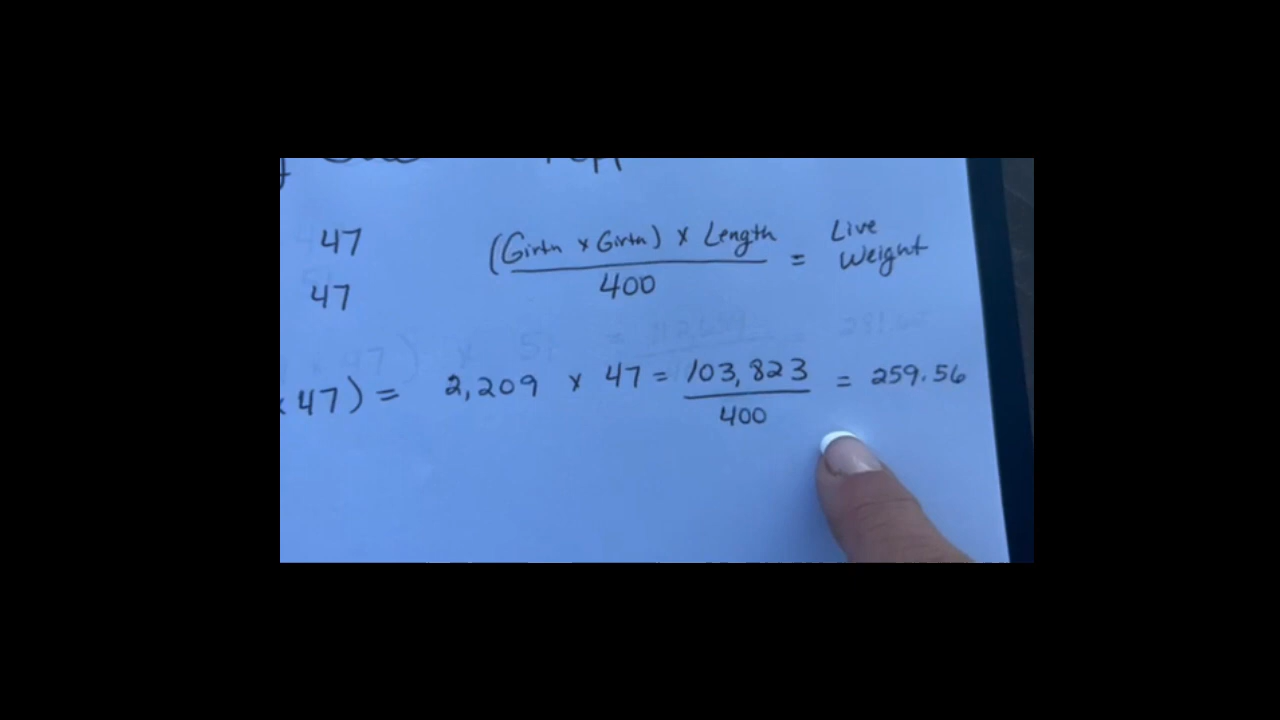 47
(Girth x Girth) x Length
400
= Live Weight
47
x 47) = 2,209 x 47 = 103,823
400
= 259.56